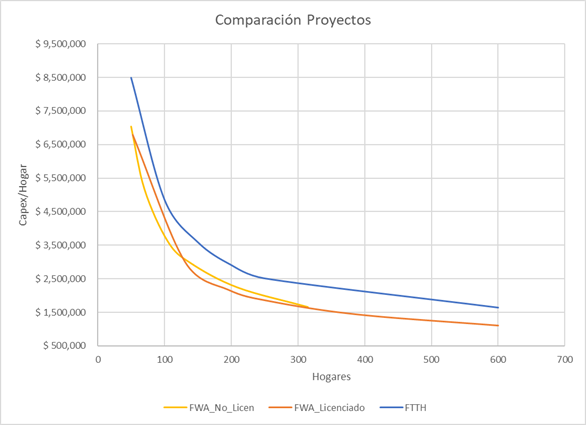 Comparación Proyectos
$ 9,500,000
$ 8,500,000
$ 7,500,000
$ 6,500,000
$ 5,500,000
$ 4,500,000
$ 3,500,000
$ 2,500,000
$ 1,500,000
$ 500,000
Capex/Hogar
0 100 200 300 400 500 600 700
Hogares
FWA_No_Licen FWA_Licenciado FTTH